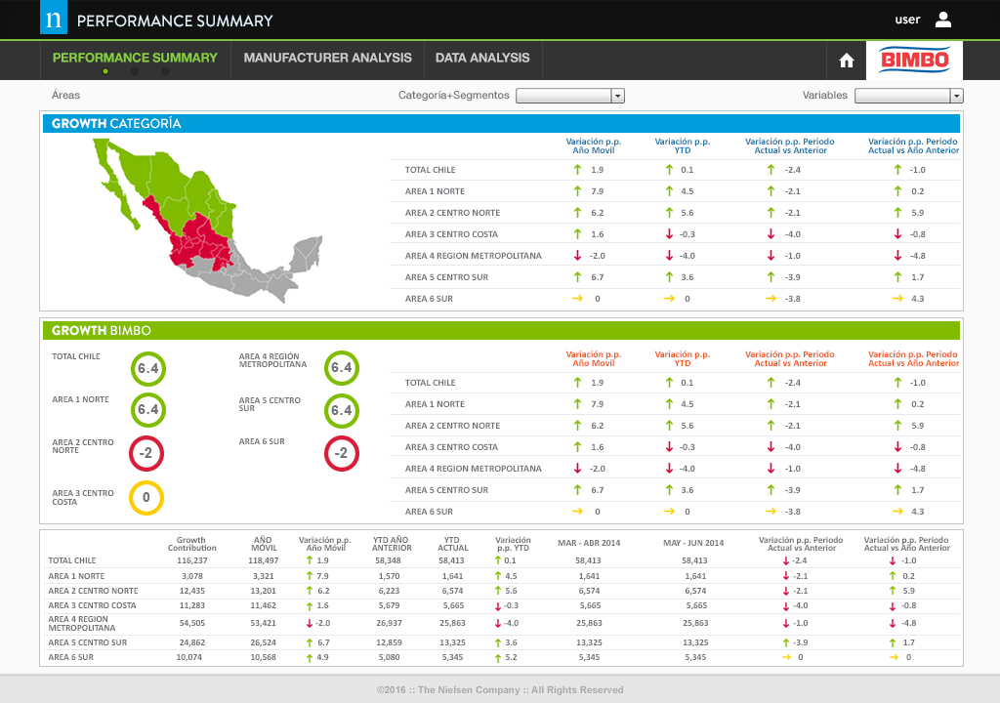 n PERFORMANCE SUMMARY user
PERFORMANCE SUMMARY MANUFACTURER ANALYSIS DATA ANALYSIS BIMBO
Áreas Categoría+Segmentos Variables
GROWTH CATEGORÍA
Variación p.p. Variación p.p. Variación p.p. Periodo Variación p.p. Periodo
Año Movil YTD Actual vs Anterior Actual vs Año Anterior
TOTAL CHILE 1.9 0.1 -2.4 -1.0
AREA 1 NORTE 7.9 4.5 -2.1 0.2
AREA 2 CENTRO NORTE 6.2 5.6 -2.1 5.9
AREA 3 CENTRO COSTA 1.6 -0.3 -4.0 -0.8
AREA 4 REGION METROPOLITANA -2.0 -4.0 -1.0 -4.8
AREA 5 CENTRO SUR 6.7 3.6 -3.9 1.7
AREA 6 SUR 0 0 -3.8 4.3
GROWTH BIMBO
TOTAL CHILE
6.4
AREA 1 NORTE
6.4
AREA 2 CENTRO
NORTE
-2
AREA 3 CENTRO
COSTA
0
AREA 4 REGIÓN
METROPOLITANA
6.4
AREA 5 CENTRO
SUR
6.4
AREA 6 SUR
-2
Variación p.p. Variación p.p. Variación p.p. Periodo Variación p.p. Periodo
Año Movil YTD Actual vs Anterior Actual vs Año Anterior
TOTAL CHILE 1.9 0.1 -2.4 -1.0
AREA 1 NORTE 7.9 4.5 -2.1 0.2
AREA 2 CENTRO NORTE 6.2 5.6 -2.1 5.9
AREA 3 CENTRO COSTA 1.6 -0.3 -4.0 -0.8
AREA 4 REGION METROPOLITANA -2.0 -4.0 -1.0 -4.8
AREA 5 CENTRO SUR 6.7 3.6 -3.9 1.7
AREA 6 SUR 0 0 -3.8 4.3
Growth AÑO Variación p.p. YTD AÑO YTD Variación MAR - ABR 2014 MAY - JUN 2014 Variación p.p. Periodo Variación p.p. Periodo
Contribution MÓVIL Año Móvil ANTERIOR ACTUAL p.p. YTD Actual vs Anterior Actual vs Año Anterior
TOTAL CHILE 116,237 118,497 1.9 58,348 58,413 0.1 58,413 58,413 -2.4 -1.0
AREA 1 NORTE 3,078 3,321 7.9 1,570 1,641 4.5 1,641 1,641 -2.1 0.2
AREA 2 CENTRO NORTE 12,435 13,201 6.2 6,223 6,574 5.6 6,574 6,574 -2.1 5.9
AREA 3 CENTRO COSTA 11,283 11,462 1.6 5,679 5,665 -0.3 5,665 5,665 -4.0 -0.8
AREA 4 REGION
METROPOLITANA 54,505 53,421 -2.0 26,937 25,863 -4.0 25,863 25,863 -1.0 -4.8
AREA 5 CENTRO SUR 24,862 26,524 6.7 12,859 13,325 3.6 13,325 13,325 -3.9 1.7
AREA 6 SUR 10,074 10,568 4.9 5,080 5,345 5.2 5,345 5,345 0 0
©2016 :: The Nielsen Company :: All Rights Reserved